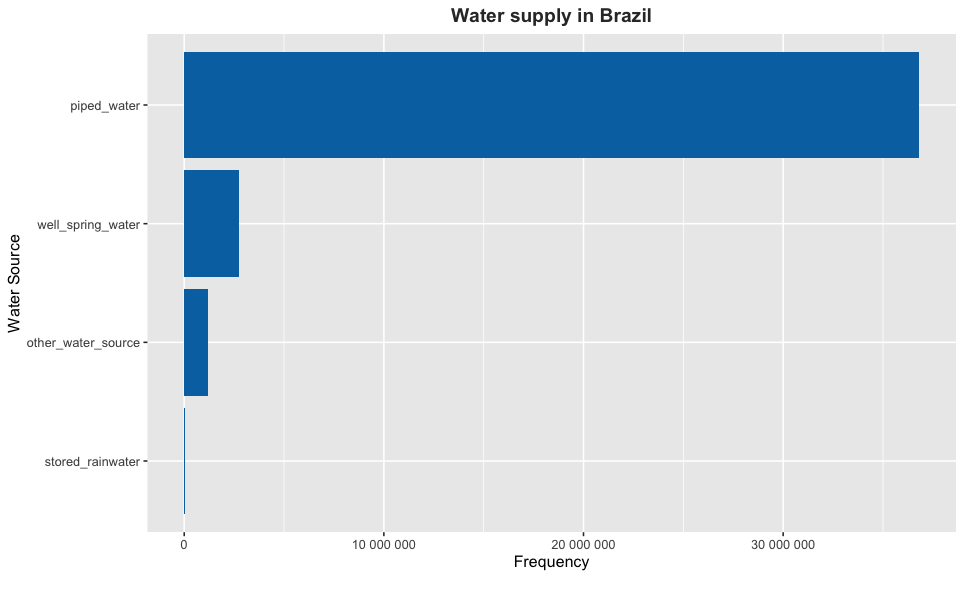 Water supply in Brazil
Water Source
piped_water
well_spring_water
other_water_source
stored_rainwater
0
10 000 000
20 000 000
30 000 000
Frequency